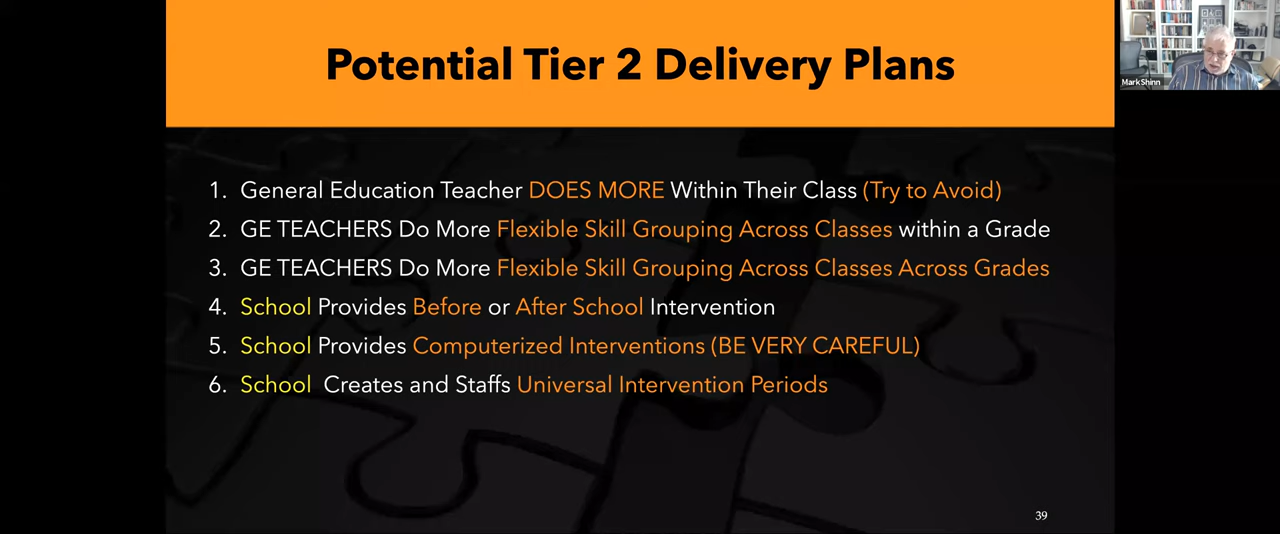 Potential Tier 2 Delivery Plans
Mark Shinn
1. General Education Teacher DOES MORE Within Their Class (Try to Avoid)
2. GE TEACHERS Do More Flexible Skill Grouping Across Classes within a Grade
3. GE TEACHERS Do More Flexible Skill Grouping Across Classes Across Grades
4. School Provides Before or After School Intervention
5. School Provides Computerized Interventions (BE VERY CAREFUL)
6. School Creates and Staffs Universal Intervention Periods
39